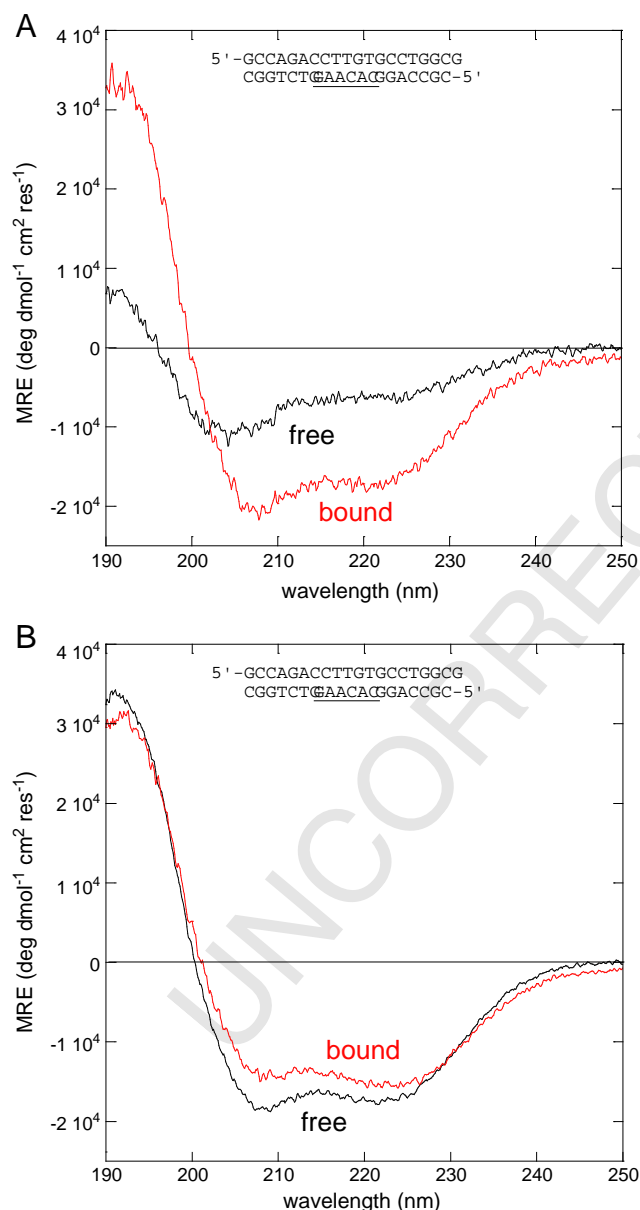 A
4 10⁴
3 10⁴
2 10⁴
1 10⁴
0
-1 10⁴
-2 10⁴
MRE (deg dmol⁻¹ cm² res⁻¹)
5'-GCCAGACCTTGTGCCTGGCG
CGGTCTGGAACACGGACCGC-5'
free
bound
190 200 210 220 230 240 250
wavelength (nm)
B
4 10⁴
3 10⁴
2 10⁴
1 10⁴
0
-1 10⁴
-2 10⁴
MRE (deg dmol⁻¹ cm² res⁻¹)
5'-GCCAGACCTTGTGCCTGGCG
CGGTCTGGAACACGGACCGC-5'
bound
free
190 200 210 220 230 240 250
wavelength (nm)
UNCORREC